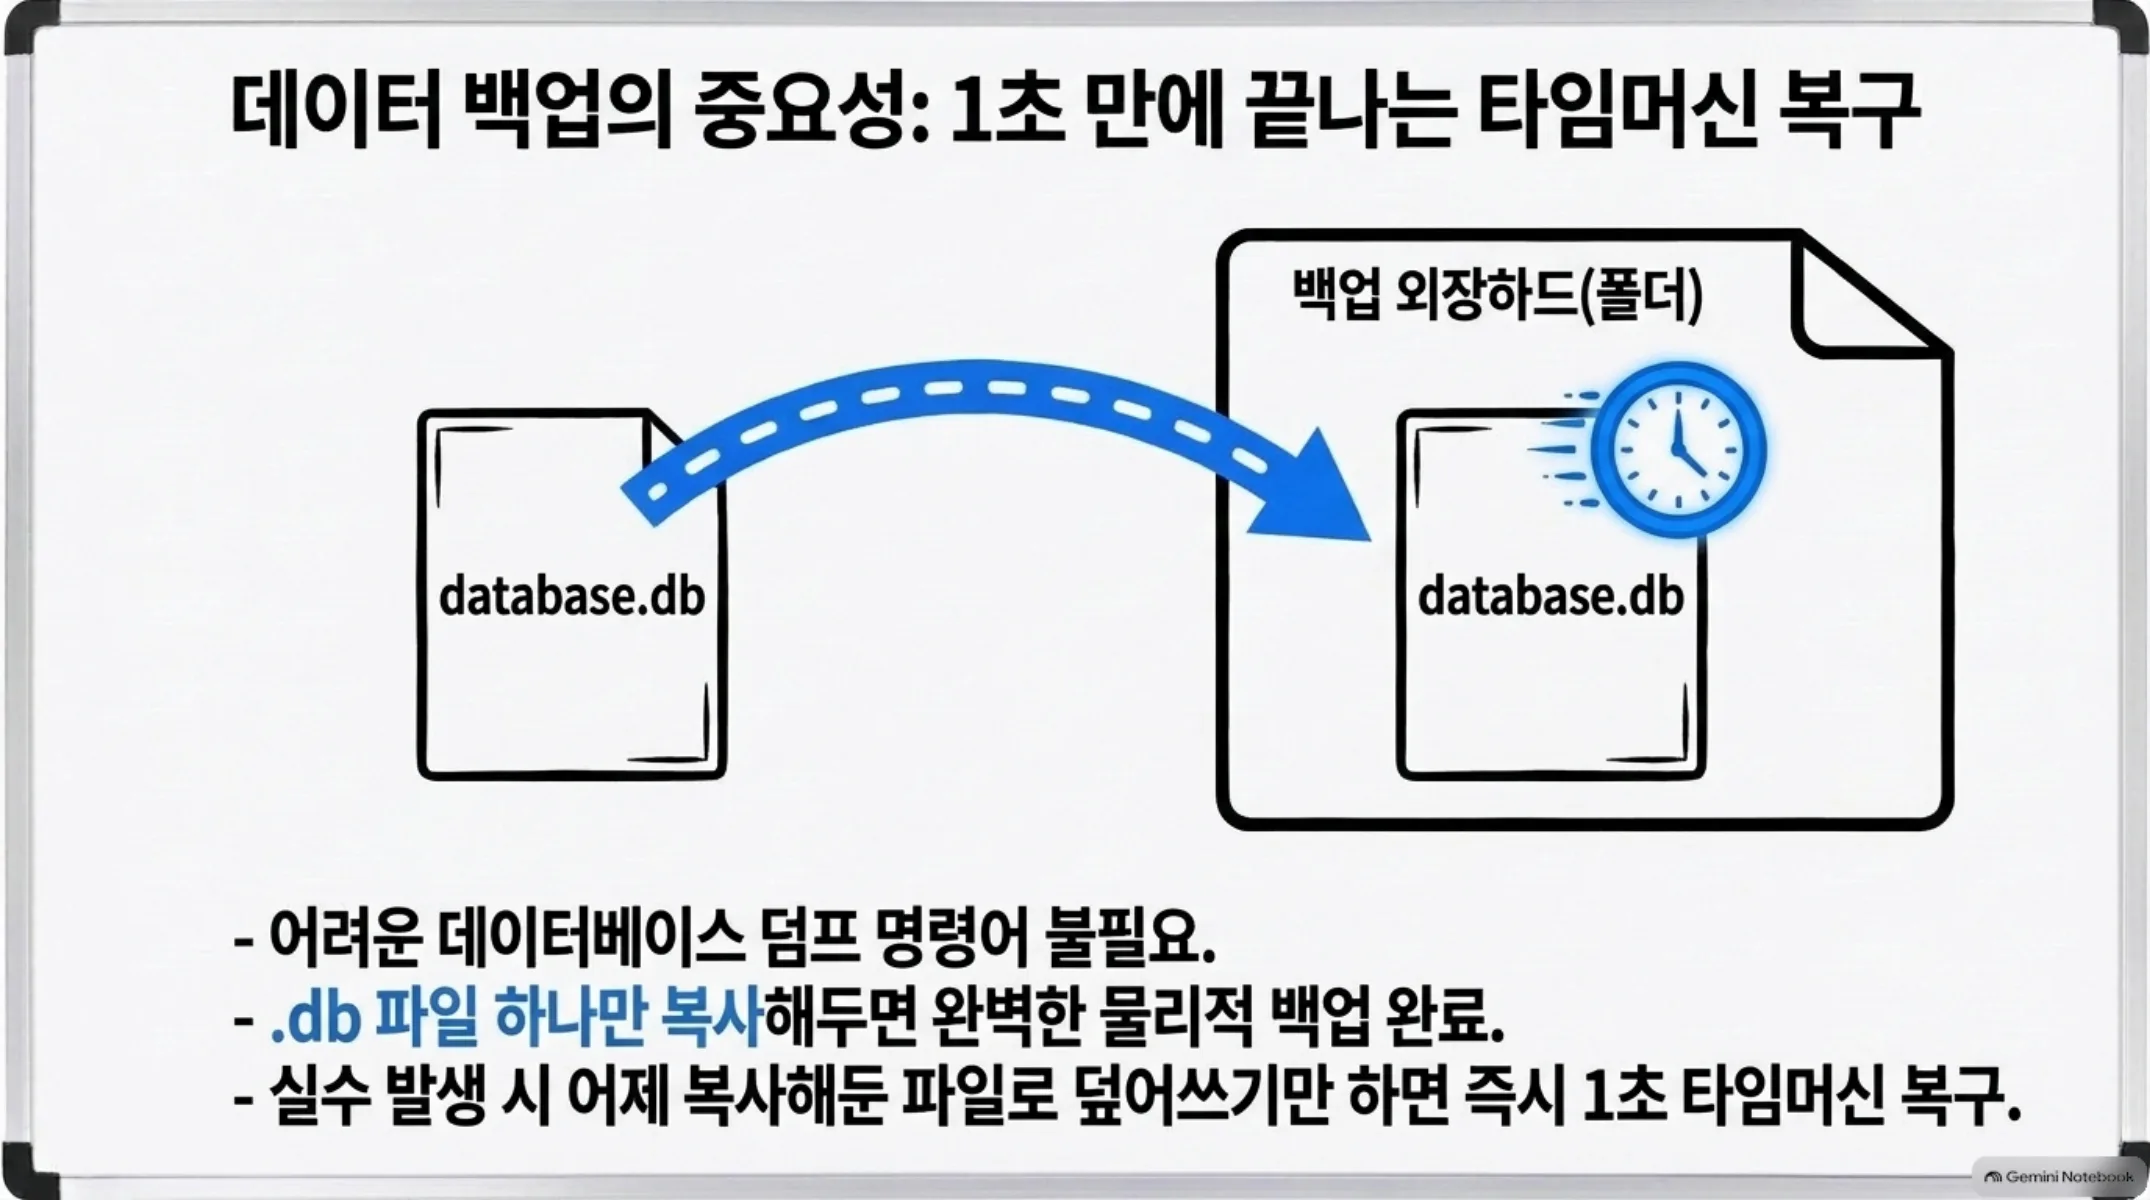 데이터 백업의 중요성: 1초 만에 끝나는 타임머신 복구
백업 외장하드(폴더)
database.db
database.db
- 어려운 데이터베이스 덤프 명령어 불필요.
- .db 파일 하나만 복사해두면 완벽한 물리적 백업 완료.
- 실수 발생 시 어제 복사해둔 파일로 덮어쓰기만 하면 즉시 1초 타임머신 복구.
Gemini Notebook